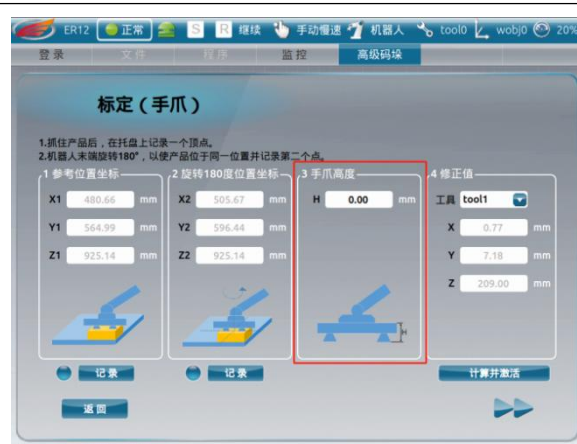 ER12 正常 S R 继续 手动慢速 机器人 tool0 wobj0 20%
登录 文件 程序 监控 高级码垛
标定（手爪）
1.抓住产品后，在托盘上记录一个顶点。
2.机器人末端旋转180°，以使产品位于同一位置并记录第二个点。
1 参考位置坐标 2 旋转180度位置坐标 3 手爪高度 4 修正值
X1 480.66 mm X2 505.67 mm H 0.00 mm 工具 tool1
Y1 564.99 mm Y2 596.44 mm X 0.77 mm
Z1 925.14 mm Z2 925.14 mm Y 7.18 mm
Z 209.00 mm
H
记录 记录 计算并激活
返回